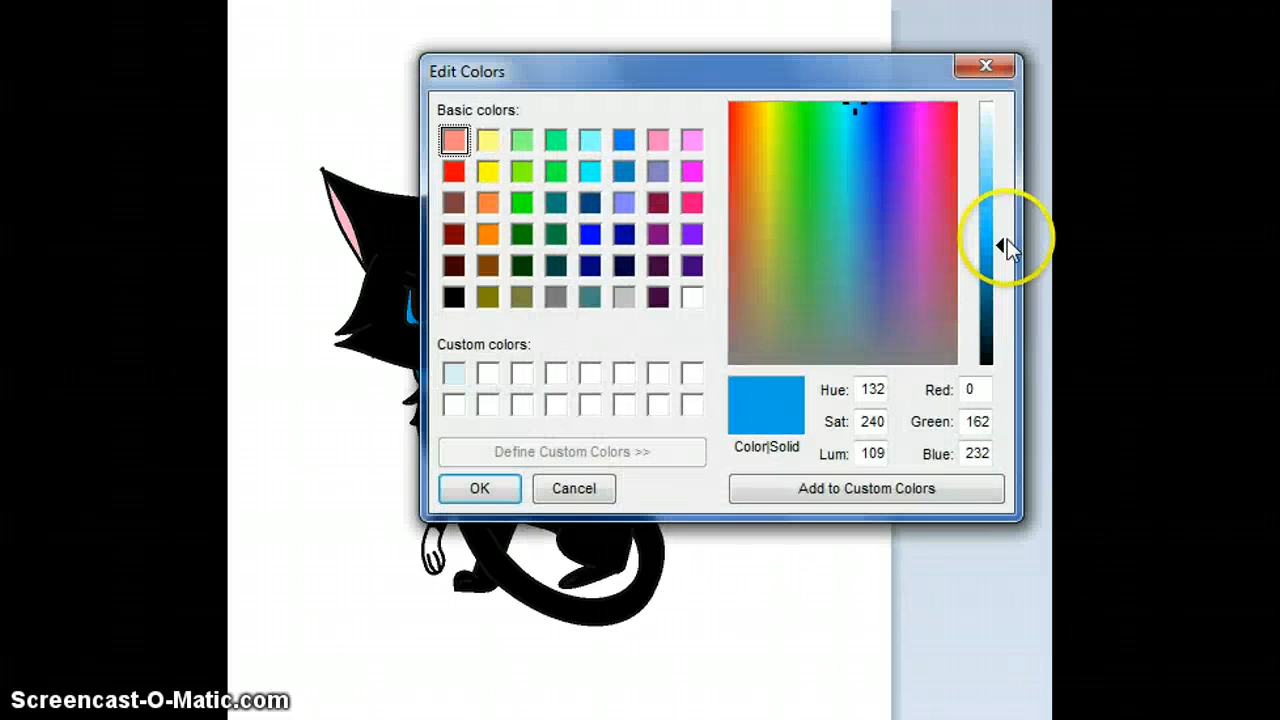 Edit Colors
Basic colors:
Custom colors:
Define Custom Colors >>
OK
Cancel
Color|Solid
Hue: 132
Sat: 240
Lum: 109
Red: 0
Green: 162
Blue: 232
Add to Custom Colors
Screencast-O-Matic.com